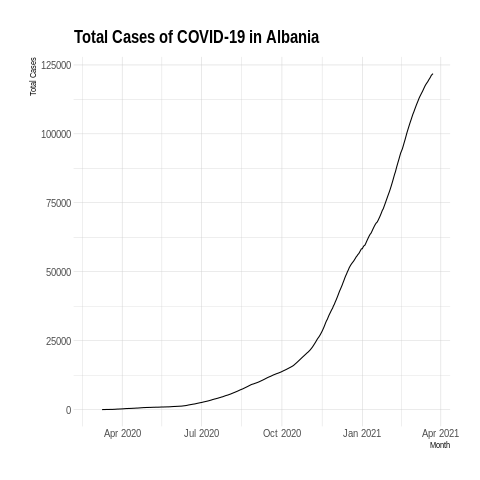 Total Cases of COVID-19 in Albania
Total Cases
125000
100000
75000
50000
25000
0
Apr 2020 Jul 2020 Oct 2020 Jan 2021 Apr 2021
Month